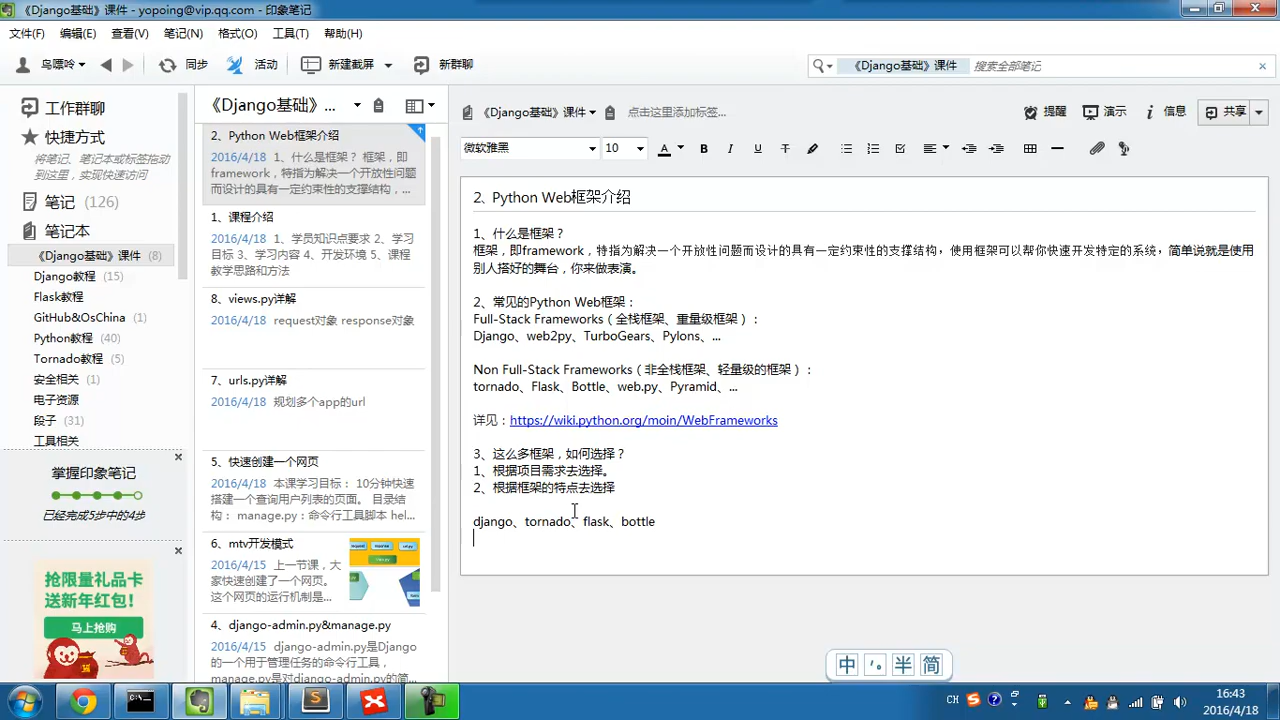 《Django基础》课件 - yopoing@vip.qq.com - 印象笔记
文件(F) 编辑(E) 查看(V) 笔记(N) 格式(O) 工具(T) 帮助(H)
鸟嘌呤 同步 活动 新建截屏 新群聊
《Django基础》课件 搜索全部笔记
工作群聊
快捷方式
将笔记、笔记本或标签拖动
到这里，实现快速访问
笔记 (126)
笔记本
《Django基础》课件 (8)
Django教程 (15)
Flask教程
GitHub&OsChina (1)
Python教程 (40)
Tornado教程 (5)
安全相关 (1)
电子资源
段子 (31)
工具相关
掌握印象笔记
已经完成5步中的4步
抢限量礼品卡
送新年红包!
马上抢购
《Django基础》...
2、Python Web框架介绍
2016/4/18 1、什么是框架？ 框架，即
framework，特指为解决一个开放性问题
而设计的具有一定约束性的支撑结构，...
1、课程介绍
2016/4/18 1、学员知识点要求 2、学习
目标 3、学习内容 4、开发环境 5、课程
教学思路和方法
8、views.py详解
2016/4/18 request对象 response对象
7、urls.py详解
2016/4/18 规划多个app的url
5、快速创建一个网页
2016/4/18 本课学习目标： 10分钟快速
搭建一个查询用户列表的页面。 目录结
构： manage.py：命令行工具脚本 hel...
6、mtv开发模式
2016/4/15 上一节课，大
家快速创建了一个网页。
这个网页的运行机制是...
4、django-admin.py&manage.py
2016/4/15 django-admin.py是Django
的一个用于管理任务的命令行工具，
manage.py是对django-admin.py的简...
《Django基础》课件 点击这里添加标签... 提醒 演示 信息 共享
微软雅黑 10 A B I U T
2、Python Web框架介绍
1、什么是框架？
框架，即framework，特指为解决一个开放性问题而设计的具有一定约束性的支撑结构，使用框架可以帮你快速开发特定的系统，简单说就是使用
别人搭好的舞台，你来做表演。
2、常见的Python Web框架：
Full-Stack Frameworks（全栈框架、重量级框架）：
Django、web2py、TurboGears、Pylons、...
Non Full-Stack Frameworks（非全栈框架、轻量级的框架）：
tornado、Flask、Bottle、web.py、Pyramid、...
详见：https://wiki.python.org/moin/WebFrameworks
3、这么多框架，如何选择？
1、根据项目需求去选择。
2、根据框架的特点去选择
django、tornado、flask、bottle
中 半 简
CH 16:43
2016/4/18